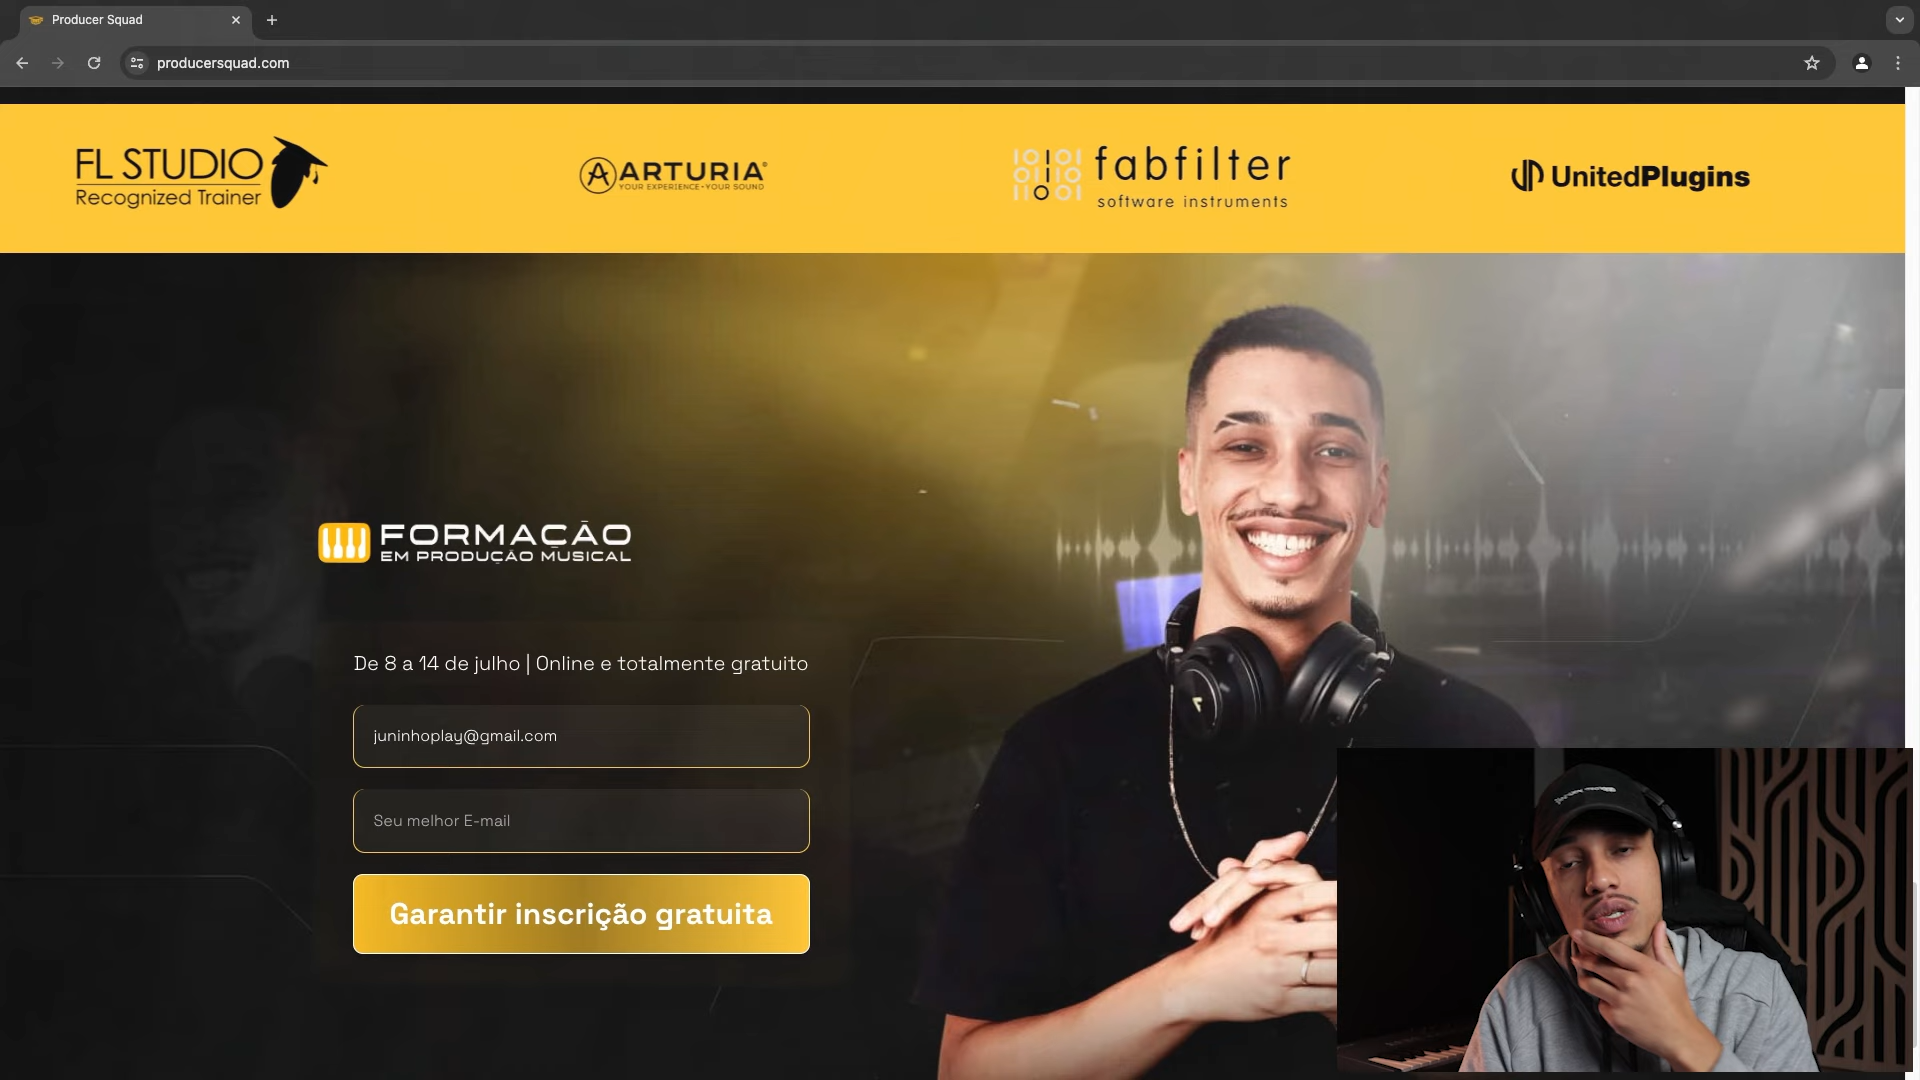 Producer Squad
producersquad.com
FL STUDIO
Recognized Trainer
ARTURIA
YOUR EXPERIENCE • YOUR SOUND
fabfilter
software instruments
UnitedPlugins
FORMAÇÃO
EM PRODUÇÃO MUSICAL
De 8 a 14 de julho | Online e totalmente gratuito
juninhoplay@gmail.com
Seu melhor E-mail
Garantir inscrição gratuita